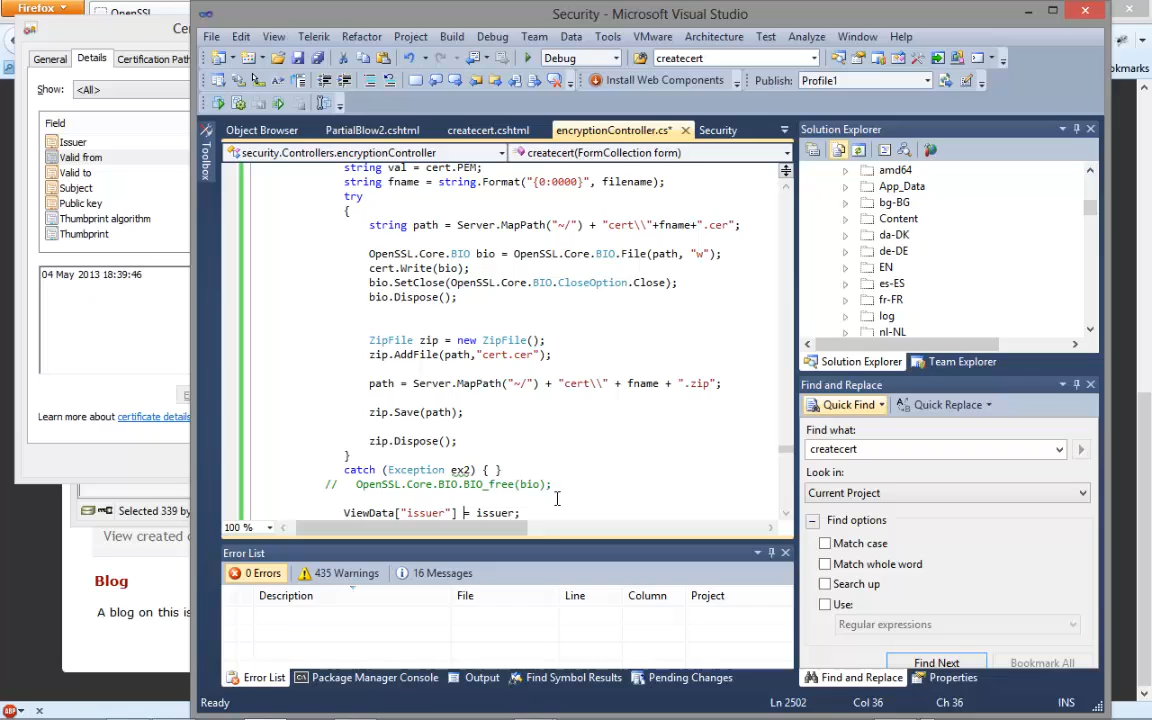 Firefox
OpenSSL
Security - Microsoft Visual Studio
Cer
File Edit View Telerik Refactor Project Build Debug Team Data Tools VMware Architecture Test Analyze Window Help
General Details Certification Path
Debug createcert
Install Web Components Publish: Profile1
okmarks
Show: <All>
Field
Issuer
Valid from
Valid to
Subject
Public key
Thumbprint algorithm
Thumbprint
04 May 2013 18:39:46
Learn more about certificate details
Selected 339 by
View created c
Blog
A blog on this is
Toolbox
Object Browser PartialBlow2.cshtml createcert.cshtml encryptionController.cs* Security
security.Controllers.encryptionController createcert(FormCollection form)
string val = cert.PEM;
string fname = string.Format("{0:0000}", filename);
try
{
string path = Server.MapPath("~/") + "cert\\"+fname+".cer";
OpenSSL.Core.BIO bio = OpenSSL.Core.BIO.File(path, "w");
cert.Write(bio);
bio.SetClose(OpenSSL.Core.BIO.CloseOption.Close);
bio.Dispose();
ZipFile zip = new ZipFile();
zip.AddFile(path,"cert.cer");
path = Server.MapPath("~/") + "cert\\" + fname + ".zip";
zip.Save(path);
zip.Dispose();
}
catch (Exception ex2) { }
// OpenSSL.Core.BIO.BIO_free(bio);
ViewData["issuer"] = issuer;
100 %
Error List
0 Errors 435 Warnings 16 Messages
Description File Line Column Project
Error List Package Manager Console Output Find Symbol Results Pending Changes
Solution Explorer
amd64
App_Data
bg-BG
Content
da-DK
de-DE
EN
es-ES
fr-FR
log
nl-NL
Solution Explorer Team Explorer
Find and Replace
Quick Find Quick Replace
Find what:
createcert
Look in:
Current Project
Find options
Match case
Match whole word
Search up
Use:
Regular expressions
Find Next Bookmark All
Find and Replace Properties
Ready Ln 2502 Col 36 Ch 36 INS
ABP